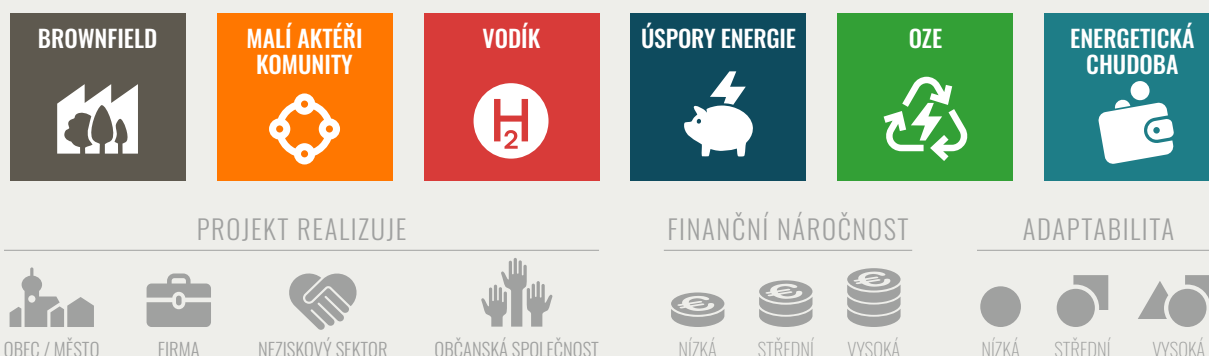 BROWNFIELD
MALÍ AKTÉŘI
KOMUNITY
VODÍK
H2
ÚSPORY ENERGIE
OZE
ENERGETICKÁ
CHUDOBA
PROJEKT REALIZUJE
FINANČNÍ NÁROČNOST
ADAPTABILITA
OBEC / MĚSTO
FIRMA
NEZISKOVÝ SEKTOR
OBČANSKÁ SPOLEČNOST
NÍZKÁ
STŘEDNÍ
VYSOKÁ
NÍZKÁ
STŘEDNÍ
VYSOKÁ